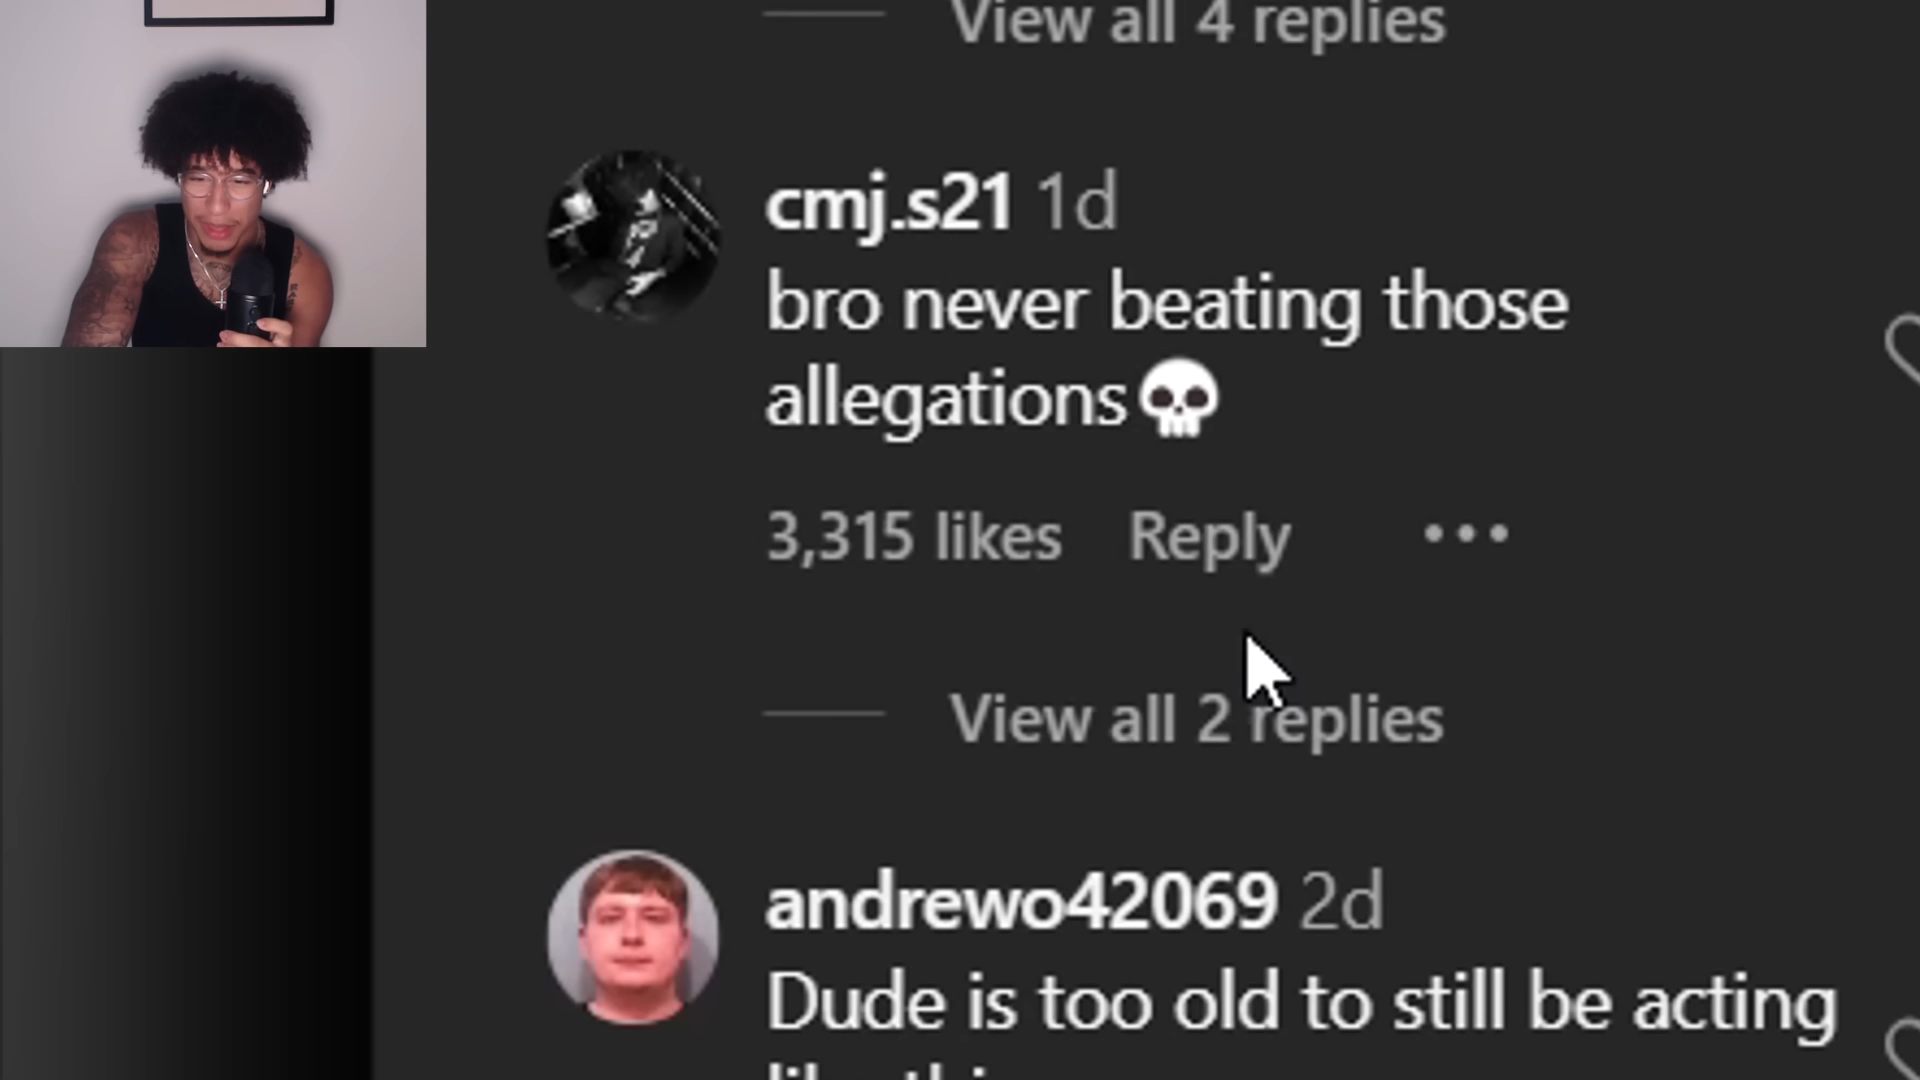 View all 4 replies
cmj.s21 1d
bro never beating those
allegations💀
3,315 likes Reply
View all 2 replies
andrewo42069 2d
Dude is too old to still be acting